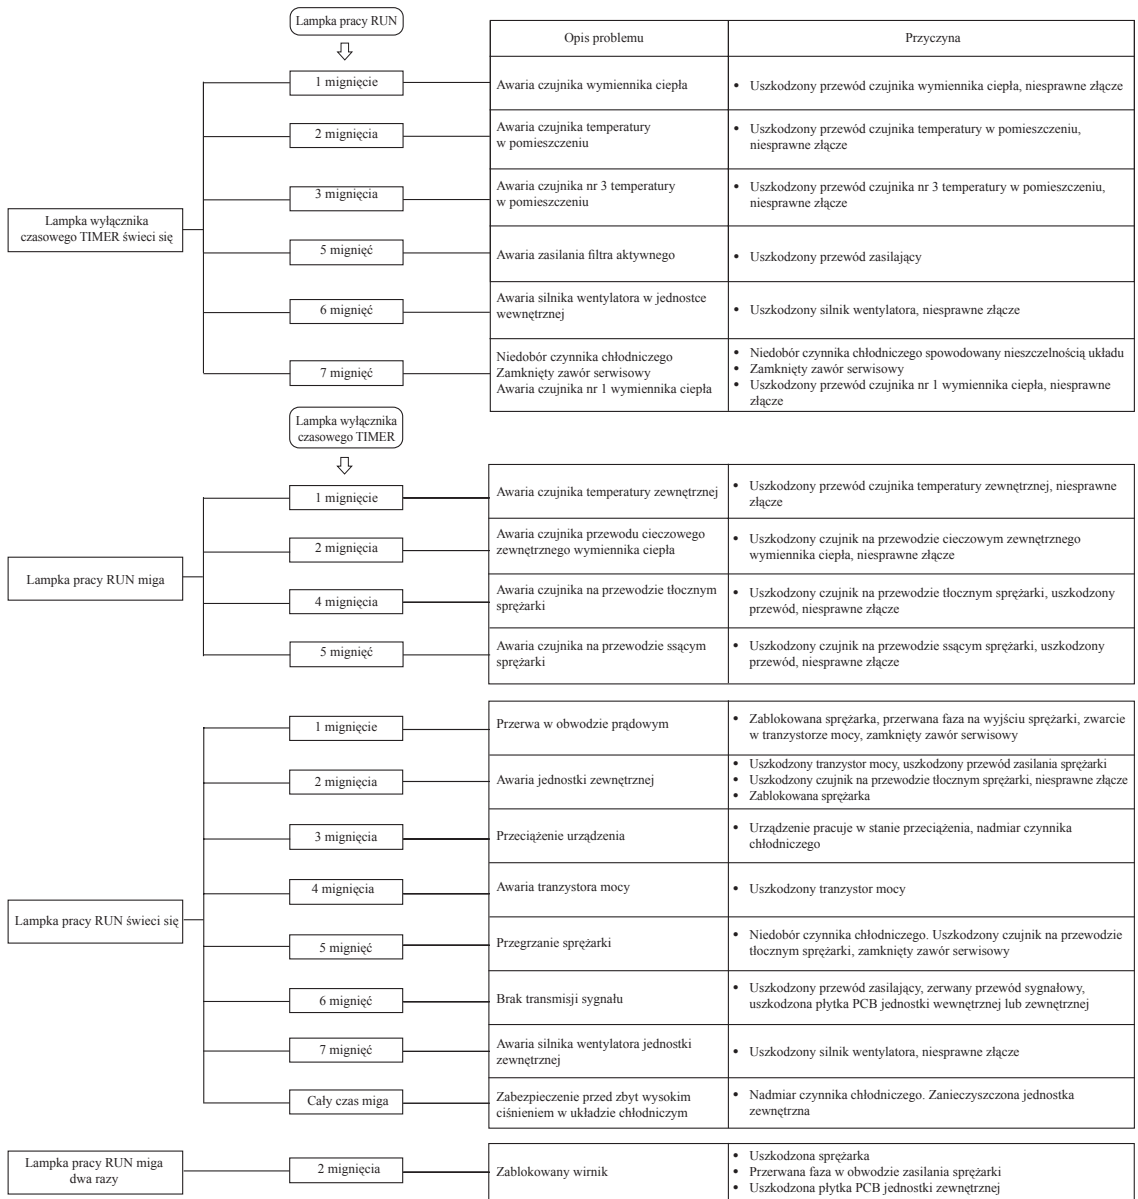 Lampka pracy RUN
Opis problemu
Przyczyna
Lampka wyłącznika
czasowego TIMER świeci się
1 mignięcie
Awaria czujnika wymiennika ciepła
• Uszkodzony przewód czujnika wymiennika ciepła, niesprawne złącze
2 mignięcia
Awaria czujnika temperatury
w pomieszczeniu
• Uszkodzony przewód czujnika temperatury w pomieszczeniu,
niesprawne złącze
3 mignięcia
Awaria czujnika nr 3 temperatury
w pomieszczeniu
• Uszkodzony przewód czujnika nr 3 temperatury w pomieszczeniu,
niesprawne złącze
5 mignięć
Awaria zasilania filtra aktywnego
• Uszkodzony przewód zasilający
6 mignięć
Awaria silnika wentylatora w jednostce
wewnętrznej
• Uszkodzony silnik wentylatora, niesprawne złącze
7 mignięć
Niedobór czynnika chłodniczego
Zamknięty zawór serwisowy
Awaria czujnika nr 1 wymiennika ciepła
• Niedobór czynnika chłodniczego spowodowany nieszczelnością układu
• Zamknięty zawór serwisowy
• Uszkodzony przewód czujnika nr 1 wymiennika ciepła, niesprawne
złącze
Lampka wyłącznika
czasowego TIMER
Lampka pracy RUN miga
1 mignięcie
Awaria czujnika temperatury zewnętrznej
• Uszkodzony przewód czujnika temperatury zewnętrznej, niesprawne
złącze
2 mignięcia
Awaria czujnika przewodu cieczowego
zewnętrznego wymiennika ciepła
• Uszkodzony czujnik na przewodzie cieczowym zewnętrznego
wymiennika ciepła, niesprawne złącze
4 mignięcia
Awaria czujnika na przewodzie tłocznym
sprężarki
• Uszkodzony czujnik na przewodzie tłocznym sprężarki, uszkodzony
przewód, niesprawne złącze
5 mignięć
Awaria czujnika na przewodzie ssącym
sprężarki
• Uszkodzony czujnik na przewodzie ssącym sprężarki, uszkodzony
przewód, niesprawne złącze
Lampka pracy RUN świeci się
1 mignięcie
Przerwa w obwodzie prądowym
• Zablokowana sprężarka, przerwana faza na wyjściu sprężarki, zwarcie
w tranzystorze mocy, zamknięty zawór serwisowy
2 mignięcia
Awaria jednostki zewnętrznej
• Uszkodzony tranzystor mocy, uszkodzony przewód zasilania sprężarki
• Uszkodzony czujnik na przewodzie tłocznym sprężarki, niesprawne złącze
• Zablokowana sprężarka
3 mignięcia
Przeciążenie urządzenia
• Urządzenie pracuje w stanie przeciążenia, nadmiar czynnika
chłodniczego
4 mignięcia
Awaria tranzystora mocy
• Uszkodzony tranzystor mocy
5 mignięć
Przegrzanie sprężarki
• Niedobór czynnika chłodniczego. Uszkodzony czujnik na przewodzie
tłocznym sprężarki, zamknięty zawór serwisowy
6 mignięć
Brak transmisji sygnału
• Uszkodzony przewód zasilający, zerwany przewód sygnałowy,
uszkodzona płytka PCB jednostki wewnętrznej lub zewnętrznej
7 mignięć
Awaria silnika wentylatora jednostki
zewnętrznej
• Uszkodzony silnik wentylatora, niesprawne złącze
Cały czas miga
Zabezpieczenie przed zbyt wysokim
ciśnieniem w układzie chłodniczym
• Nadmiar czynnika chłodniczego. Zanieczyszczona jednostka
zewnętrzna
Lampka pracy RUN miga
dwa razy
2 mignięcia
Zablokowany wirnik
• Uszkodzona sprężarka
• Przerwana faza w obwodzie zasilania sprężarki
• Uszkodzona płytka PCB jednostki zewnętrznej